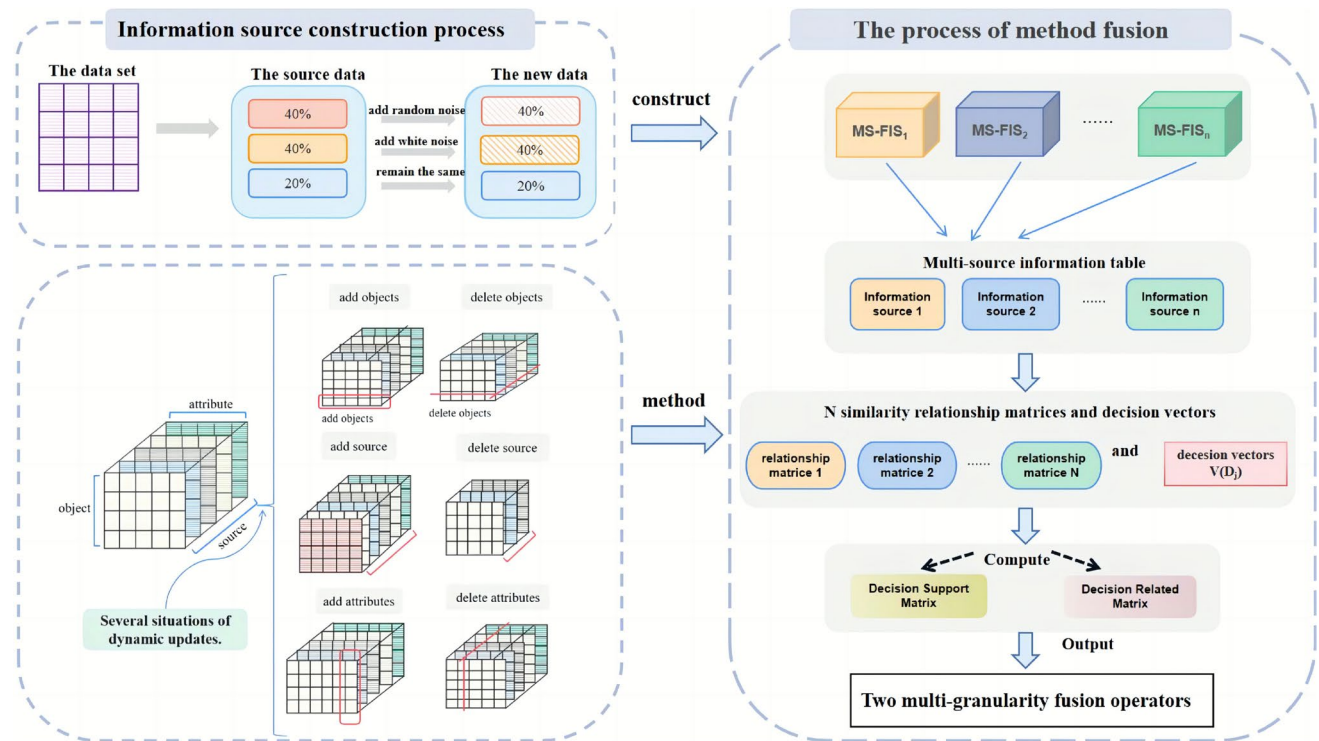 Information source construction process
The data set
The source data
The new data
40%
add random noise
40%
40%
add white noise
40%
20%
remain the same
20%
construct
attribute
object
source
Several situations of
dynamic updates.
add objects
delete objects
add objects
delete objects
add source
delete source
add attributes
delete attributes
method
The process of method fusion
MS-FIS1
MS-FIS2
......
MS-FISn
Multi-source information table
Information
source 1
Information
source 2
......
Information
source n
N similarity relationship matrices and decision vectors
relationship
matrice 1
relationship
matrice 2
......
relationship
matrice N
and
decesion vectors
V(Dj)
Compute
Decision Support
Matrix
Decision Related
Matrix
Output
Two multi-granularity fusion operators